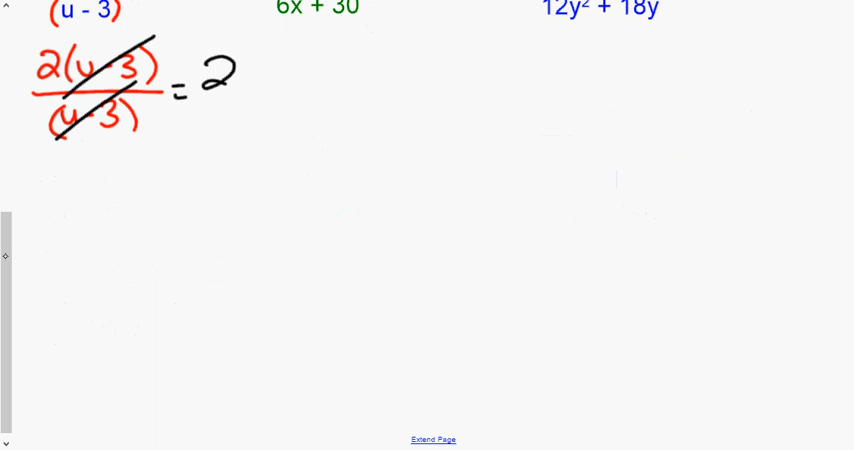 (u - 3) 6x + 30 12y² + 18y
2(u-3)
(u-3)
= 2
Extend Page